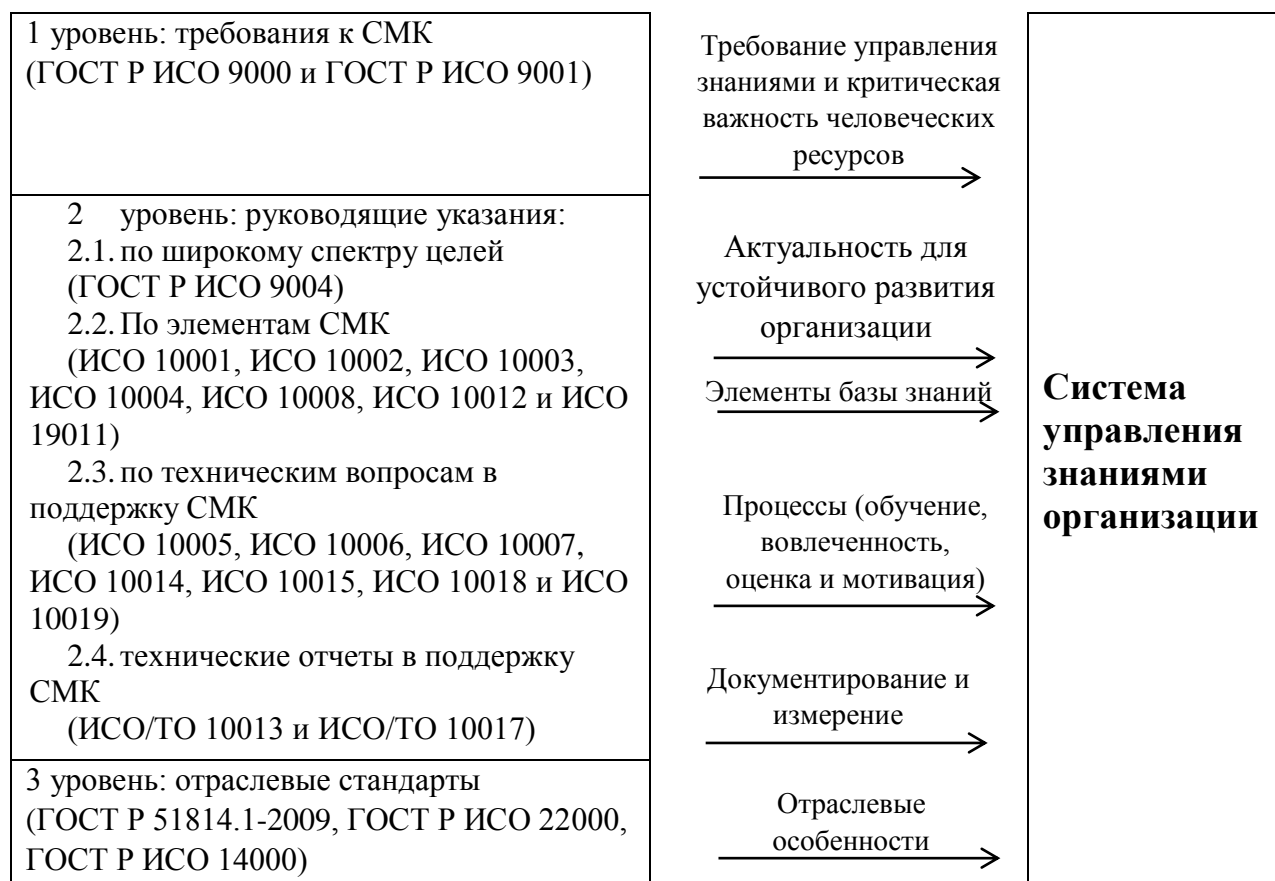 1 уровень: требования к СМК
(ГОСТ Р ИСО 9000 и ГОСТ Р ИСО 9001)
2 уровень: руководящие указания:
2.1. по широкому спектру целей
(ГОСТ Р ИСО 9004)
2.2. По элементам СМК
(ИСО 10001, ИСО 10002, ИСО 10003,
ИСО 10004, ИСО 10008, ИСО 10012 и ИСО
19011)
2.3. по техническим вопросам в
поддержку СМК
(ИСО 10005, ИСО 10006, ИСО 10007,
ИСО 10014, ИСО 10015, ИСО 10018 и ИСО
10019)
2.4. технические отчеты в поддержку
СМК
(ИСО/ТО 10013 и ИСО/ТО 10017)
3 уровень: отраслевые стандарты
(ГОСТ Р 51814.1-2009, ГОСТ Р ИСО 22000,
ГОСТ Р ИСО 14000)
Требование управления
знаниями и критическая
важность человеческих
ресурсов
Актуальность для
устойчивого развития
организации
Элементы базы знаний
Процессы (обучение,
вовлеченность,
оценка и мотивация)
Документирование и
измерение
Отраслевые
особенности
Система
управления
знаниями
организации